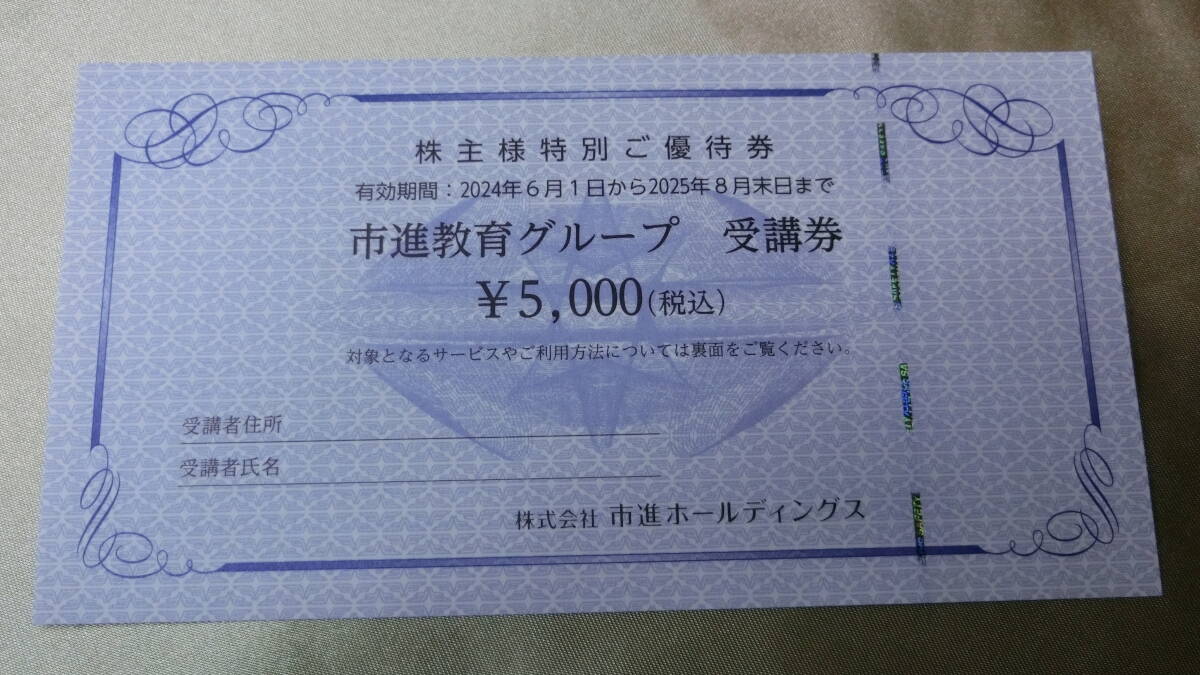 株主様特別ご優待券
有効期間：2024年6月1日から2025年8月末日まで
市進教育グループ　受講券
￥5,000(税込)
対象となるサービスやご利用方法については裏面をご覧ください。
受講者住所
受講者氏名
株式会社 市進ホールディングス